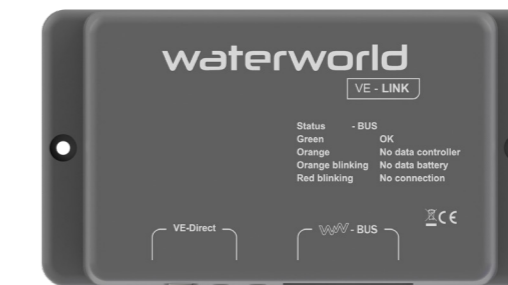 waterworld
VE - LINK
Status - BUS
Green OK
Orange No data controller
Orange blinking No data battery
Red blinking No connection
CE
VE-Direct
WW - BUS